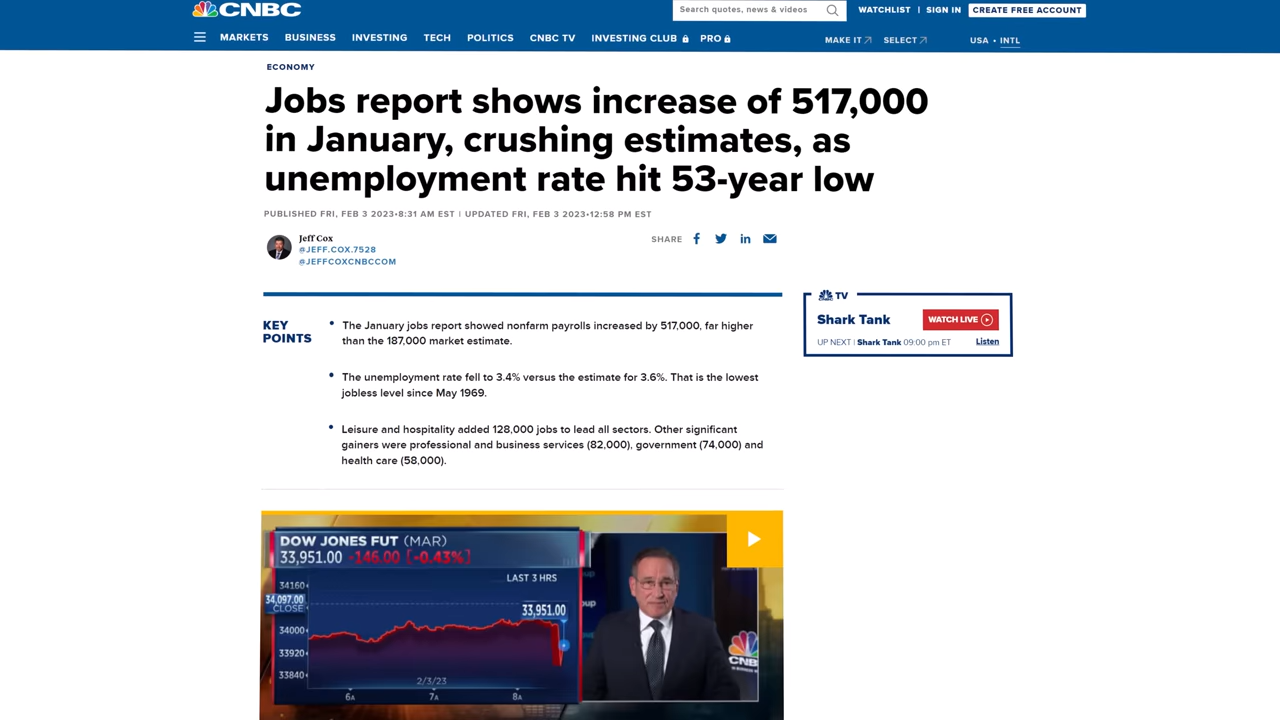 CNBC
Search quotes, news & videos
WATCHLIST | SIGN IN CREATE FREE ACCOUNT
MARKETS BUSINESS INVESTING TECH POLITICS CNBC TV INVESTING CLUB PRO
MAKE IT SELECT USA • INTL
ECONOMY
Jobs report shows increase of 517,000
in January, crushing estimates, as
unemployment rate hit 53-year low
PUBLISHED FRI, FEB 3 2023•8:31 AM EST | UPDATED FRI, FEB 3 2023•12:58 PM EST
Jeff Cox
@JEFF.COX.7528
@JEFFCOXCNBCCOM
SHARE
KEY
POINTS
• The January jobs report showed nonfarm payrolls increased by 517,000, far higher
than the 187,000 market estimate.
• The unemployment rate fell to 3.4% versus the estimate for 3.6%. That is the lowest
jobless level since May 1969.
• Leisure and hospitality added 128,000 jobs to lead all sectors. Other significant
gainers were professional and business services (82,000), government (74,000) and
health care (58,000).
TV
Shark Tank
WATCH LIVE
UP NEXT | Shark Tank 09:00 pm ET
Listen
DOW JONES FUT (MAR)
33,951.00 -146.00 [-0.43%]
LAST 3 HRS
34160
34,097.00
CLOSE
33,951.00
34000
33920
33840
2/3/23
6A 7A 8A
CNB